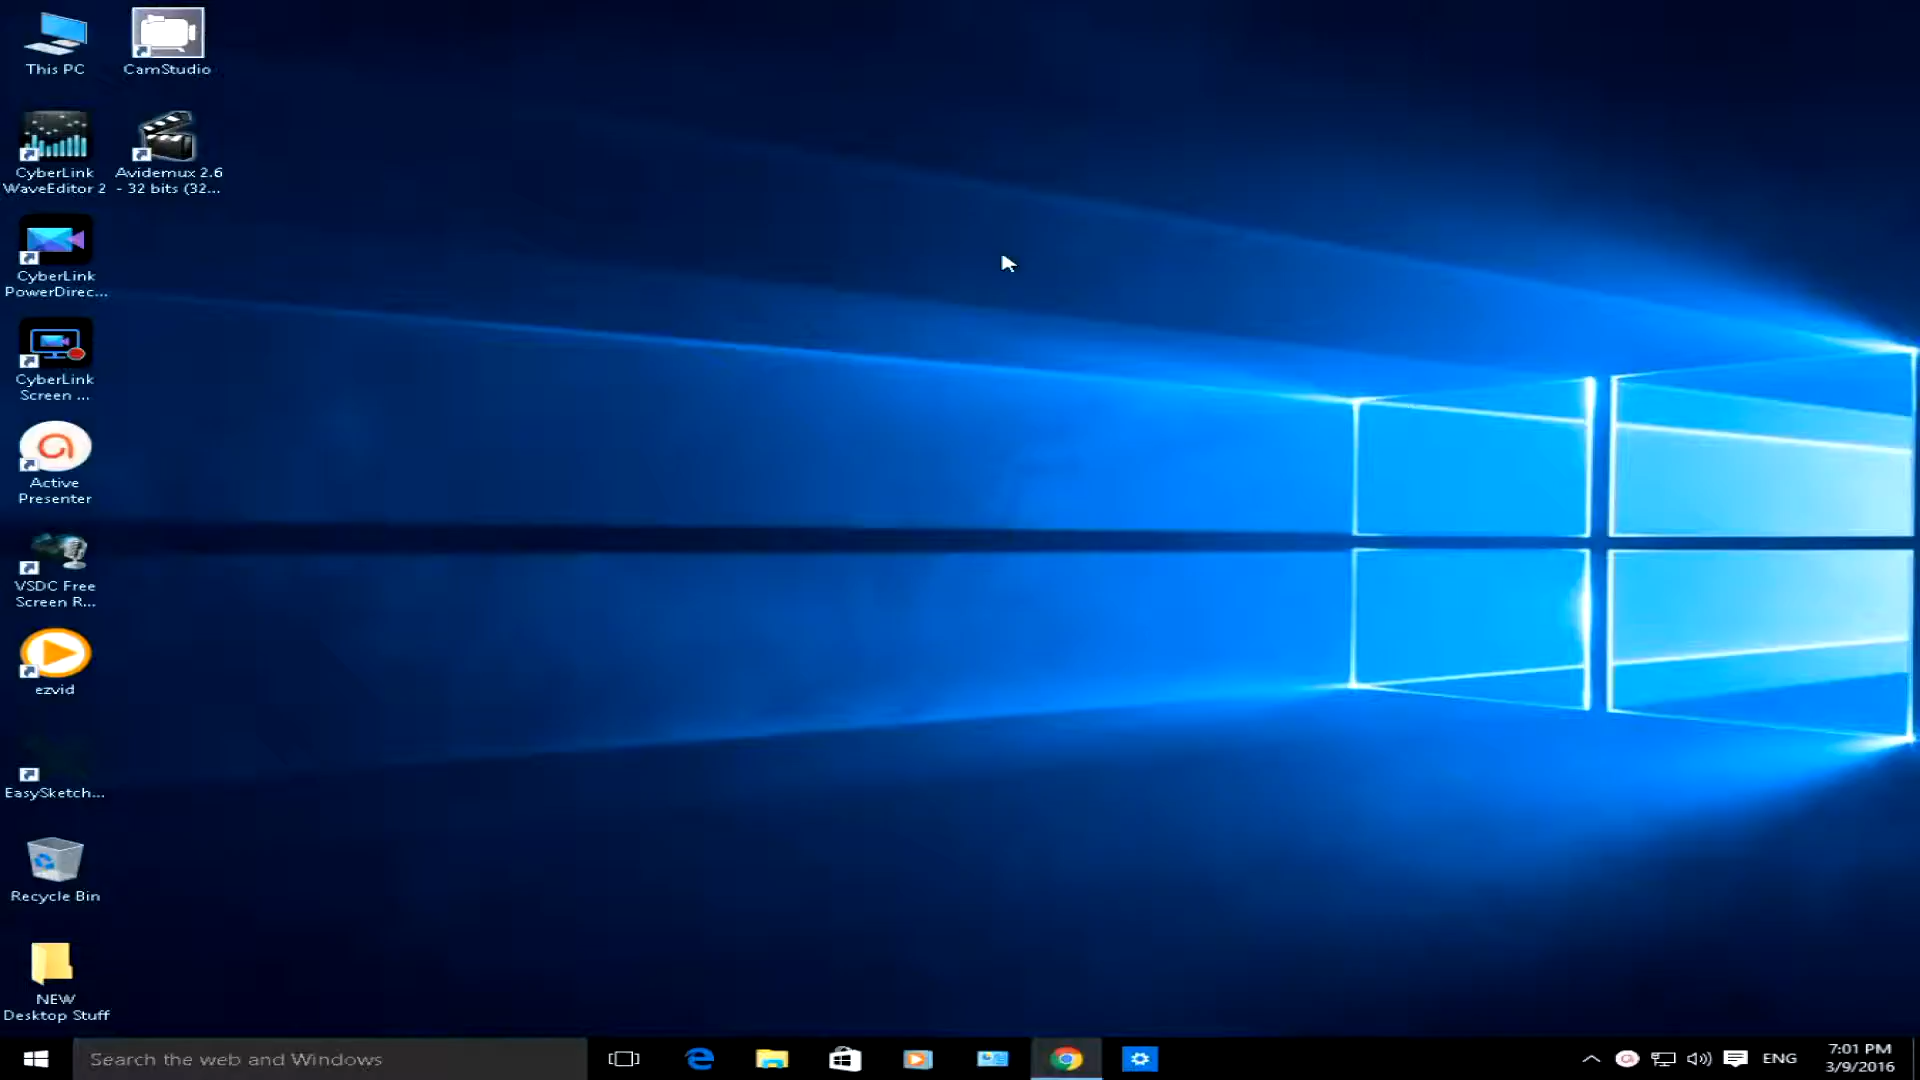 This PC
CamStudio
CyberLink
WaveEditor 2
Avidemux 2.6
- 32 bits (32...
CyberLink
PowerDirec...
CyberLink
Screen ...
Active
Presenter
VSDC Free
Screen R...
ezvid
EasySketch...
Recycle Bin
NEW
Desktop Stuff
Search the web and Windows
ENG
7:01 PM
3/9/2016